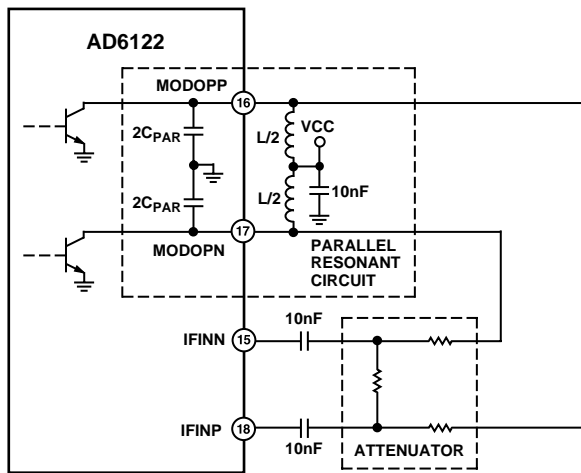 AD6122
MODOPP
16
2CPAR
L/2
VCC
2CPAR
L/2
10nF
17
MODOPN
PARALLEL
RESONANT
CIRCUIT
10nF
IFINN
15
IFINP
18
10nF
ATTENUATOR